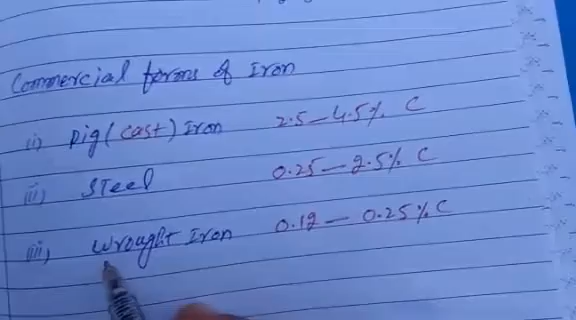 Commercial forms of Iron
i) Pig (cast) Iron 2.5 – 4.5% C
ii) Steel 0.25 – 2.5% C
iii) Wrought Iron 0.12 – 0.25% C